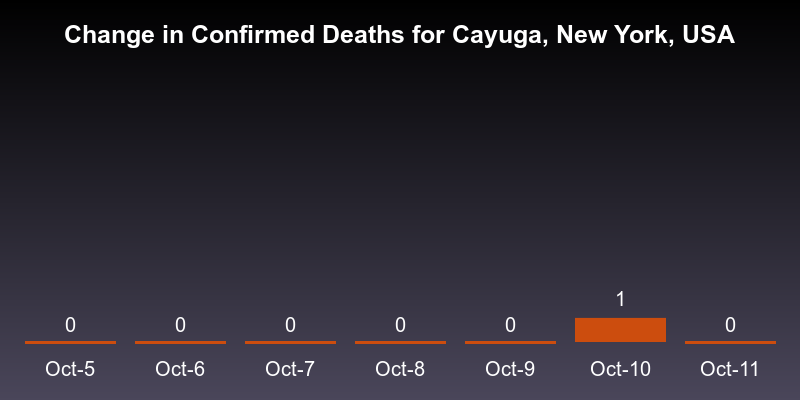 Change in Confirmed Deaths for Cayuga, New York, USA
0 0 0 0 0 1 0
Oct-5 Oct-6 Oct-7 Oct-8 Oct-9 Oct-10 Oct-11